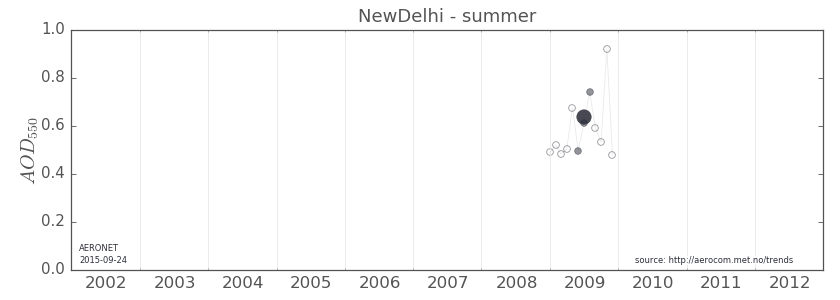 NewDelhi - summer
1.0
0.8
0.6
0.4
0.2
0.0
AOD550
AERONET
2015-09-24
source: http://aerocom.met.no/trends
2002 2003 2004 2005 2006 2007 2008 2009 2010 2011 2012